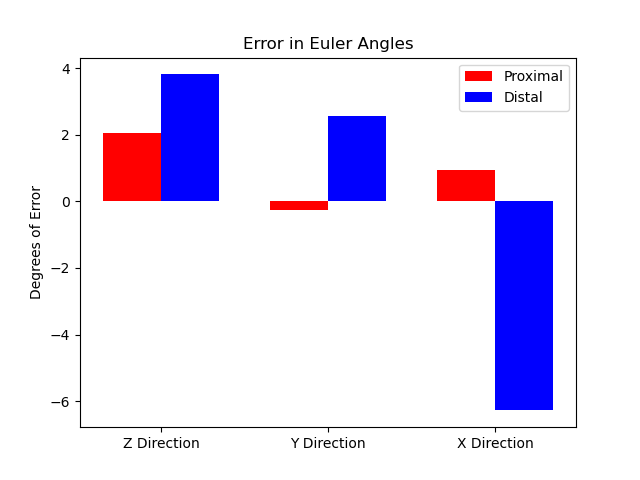 Error in Euler Angles
Proximal
Distal
Degrees of Error
4
2
0
−2
−4
−6
Z Direction
Y Direction
X Direction